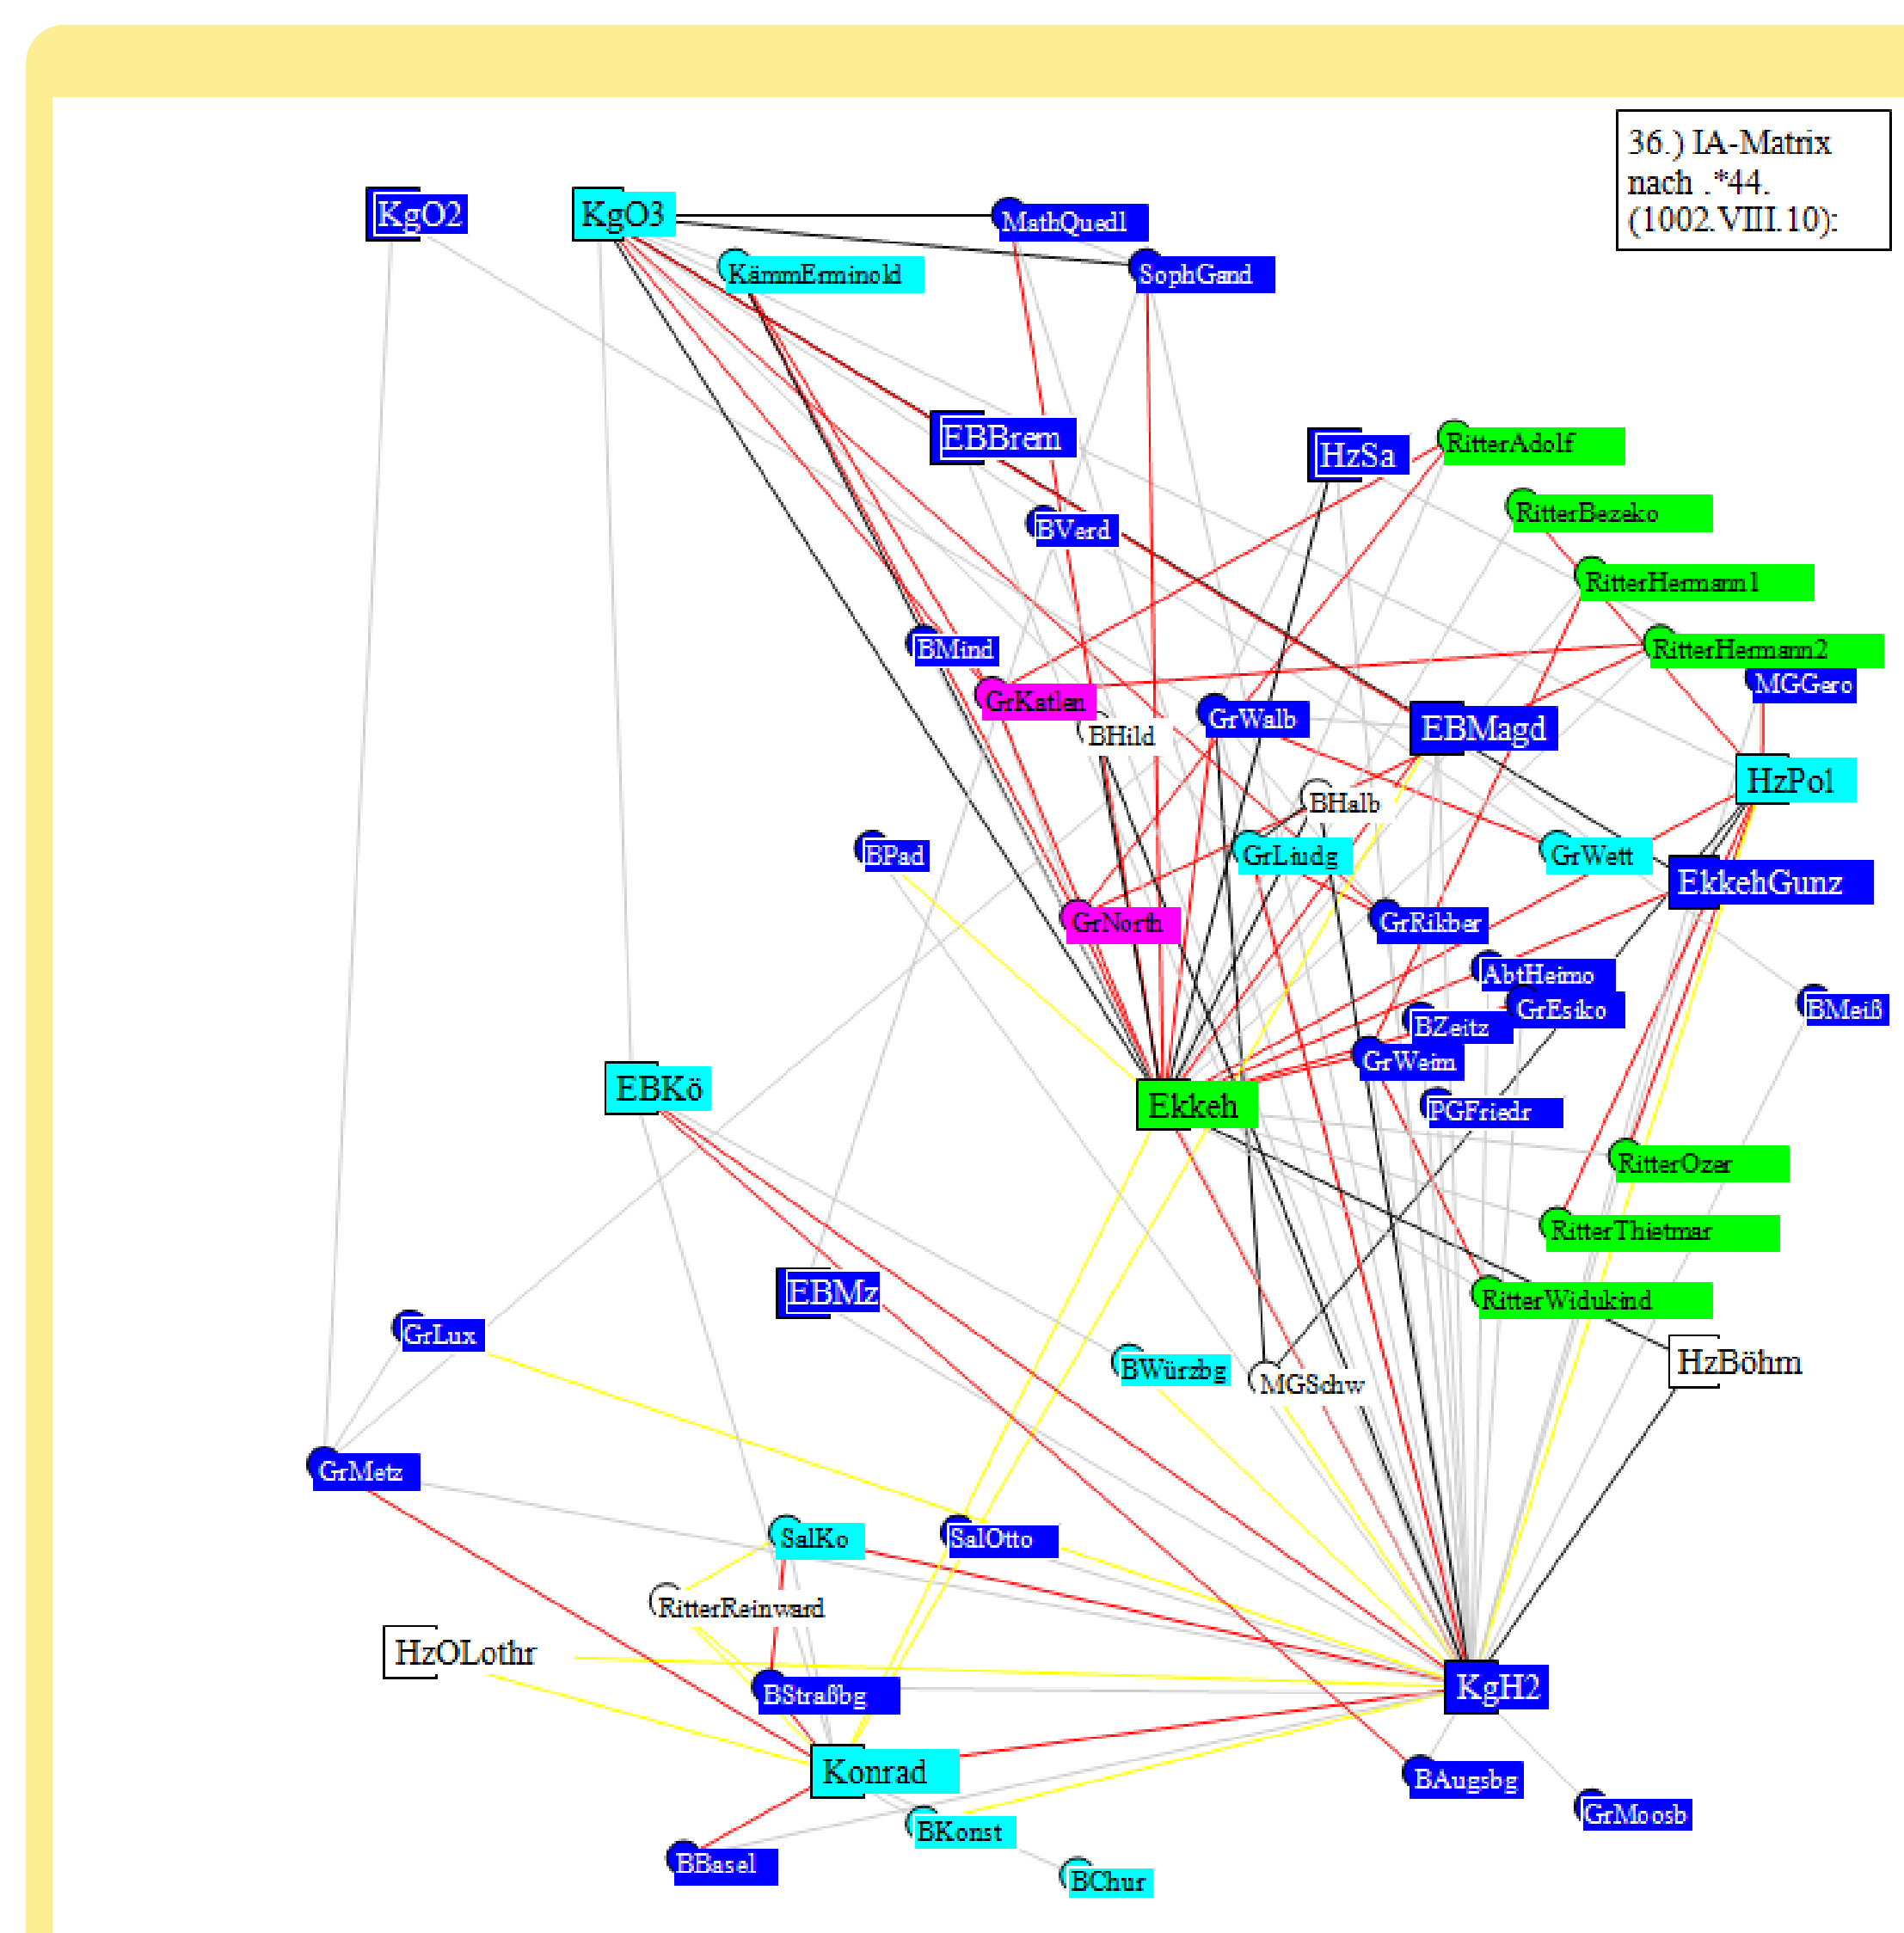 36.) IA-Matrix
nach .*44.
(1002.VIII.10):
KgO2
KgO3
MathQuedl
KämmErminold
SophGand
EBBrem
HzSa
RitterAdolf
RitterBezeko
BVerd
RitterHermann1
BMind
RitterHermann2
MGGero
GrKatlen
GrWalb
BHild
EBMagd
HzPol
BHalb
BPad
GrLiudg
GrWett
EkkehGunz
GrNorth
GrRikber
AbtHeimo
GrEsiko
BMeiß
BZeitz
GrWeim
EBKö
Ekkeh
PGFriedr
RitterOzer
RitterThietmar
EBMz
RitterWidukind
GrLux
HzBöhm
BWürzbg
MGSchw
GrMetz
SalKo
SalOtto
RitterReinward
HzOLothr
BStraßbg
KgH2
Konrad
BAugsbg
GrMoosb
BKonst
BBasel
BChur